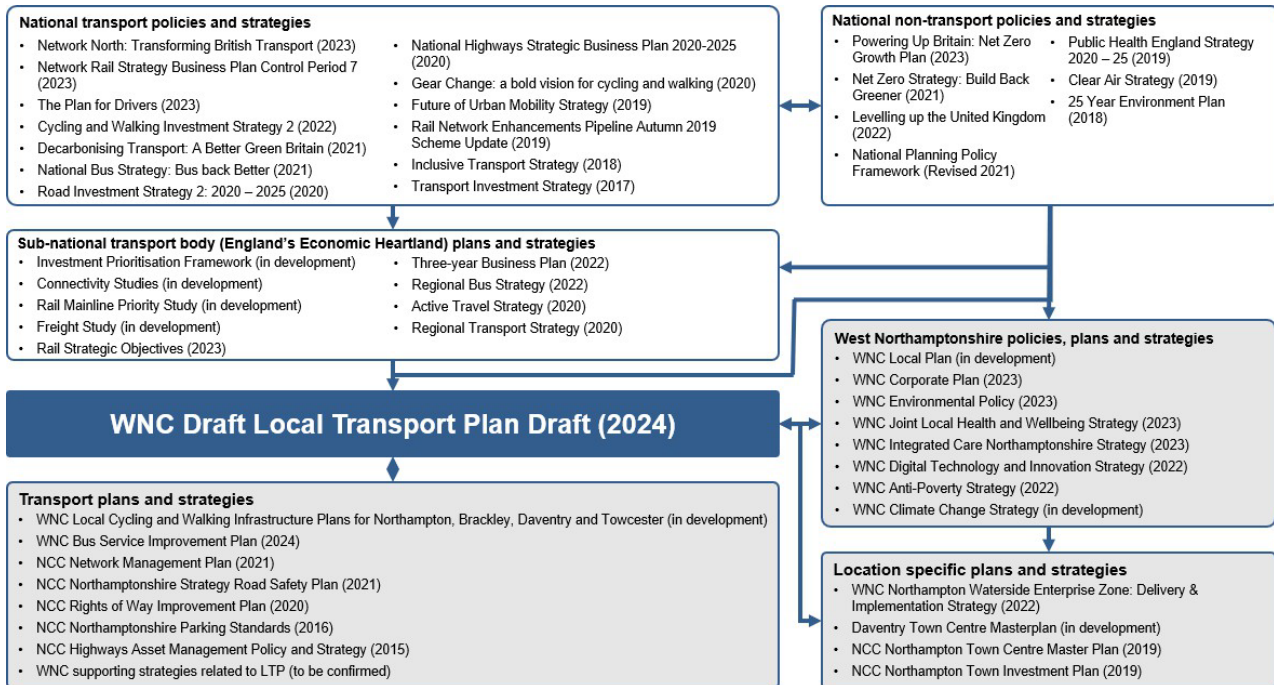 National transport policies and strategies
• Network North: Transforming British Transport (2023)
• Network Rail Strategy Business Plan Control Period 7
(2023)
• The Plan for Drivers (2023)
• Cycling and Walking Investment Strategy 2 (2022)
• Decarbonising Transport: A Better Green Britain (2021)
• National Bus Strategy: Bus back Better (2021)
• Road Investment Strategy 2: 2020 – 2025 (2020)
• National Highways Strategic Business Plan 2020-2025
(2020)
• Gear Change: a bold vision for cycling and walking (2020)
• Future of Urban Mobility Strategy (2019)
• Rail Network Enhancements Pipeline Autumn 2019
Scheme Update (2019)
• Inclusive Transport Strategy (2018)
• Transport Investment Strategy (2017)
National non-transport policies and strategies
• Powering Up Britain: Net Zero
Growth Plan (2023)
• Net Zero Strategy: Build Back
Greener (2021)
• Levelling up the United Kingdom
(2022)
• National Planning Policy
Framework (Revised 2021)
• Public Health England Strategy
2020 – 25 (2019)
• Clear Air Strategy (2019)
• 25 Year Environment Plan
(2018)
Sub-national transport body (England's Economic Heartland) plans and strategies
• Investment Prioritisation Framework (in development)
• Connectivity Studies (in development)
• Rail Mainline Priority Study (in development)
• Freight Study (in development)
• Rail Strategic Objectives (2023)
• Three-year Business Plan (2022)
• Regional Bus Strategy (2022)
• Active Travel Strategy (2020)
• Regional Transport Strategy (2020)
West Northamptonshire policies, plans and strategies
• WNC Local Plan (in development)
• WNC Corporate Plan (2023)
• WNC Environmental Policy (2023)
• WNC Joint Local Health and Wellbeing Strategy (2023)
• WNC Integrated Care Northamptonshire Strategy (2023)
• WNC Digital Technology and Innovation Strategy (2022)
• WNC Anti-Poverty Strategy (2022)
• WNC Climate Change Strategy (in development)
WNC Draft Local Transport Plan Draft (2024)
Transport plans and strategies
• WNC Local Cycling and Walking Infrastructure Plans for Northampton, Brackley, Daventry and Towcester (in development)
• WNC Bus Service Improvement Plan (2024)
• NCC Network Management Plan (2021)
• NCC Northamptonshire Strategy Road Safety Plan (2021)
• NCC Rights of Way Improvement Plan (2020)
• NCC Northamptonshire Parking Standards (2016)
• NCC Highways Asset Management Policy and Strategy (2015)
• WNC supporting strategies related to LTP (to be confirmed)
Location specific plans and strategies
• WNC Northampton Waterside Enterprise Zone: Delivery &
Implementation Strategy (2022)
• Daventry Town Centre Masterplan (in development)
• NCC Northampton Town Centre Master Plan (2019)
• NCC Northampton Town Investment Plan (2019)